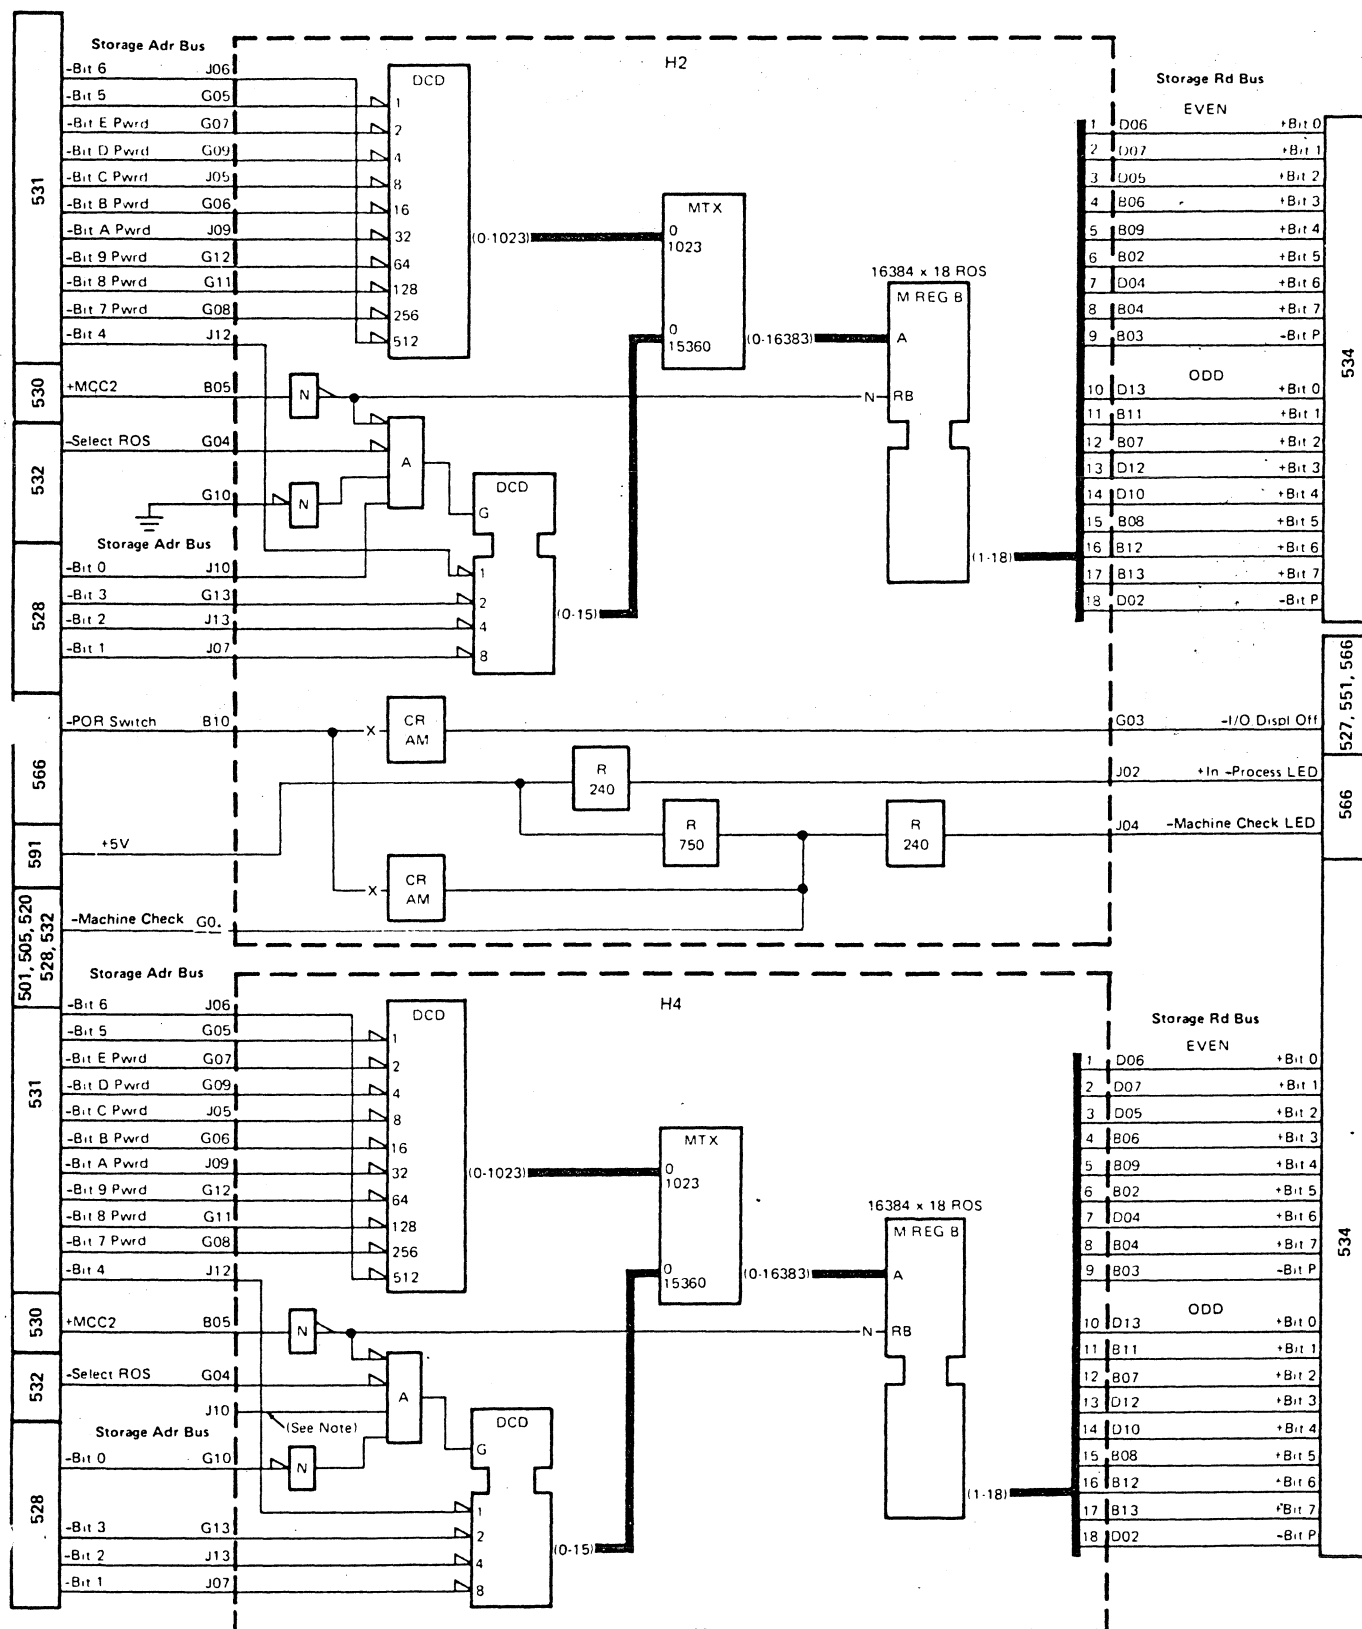 Storage Adr Bus
531
-Bit 6 J06
-Bit 5 G05
-Bit E Pwrd G07
-Bit D Pwrd G09
-Bit C Pwrd J05
-Bit B Pwrd G06
-Bit A Pwrd J09
-Bit 9 Pwrd G12
-Bit 8 Pwrd G11
-Bit 7 Pwrd G08
-Bit 4 J12
530
+MCC2 B05
532
-Select ROS G04
G10
Storage Adr Bus
528
-Bit 0 J10
-Bit 3 G13
-Bit 2 J13
-Bit 1 J07
566
-POR Switch B10
591
+5V
501, 505, 520
528, 532
-Machine Check
H2
DCD
1
2
4
8
16
32
64
128
256
512
(0-1023)
MTX
0
1023
0
15360
(0-16383)
16384 x 18 ROS
M REG B
A
N RB
N
A
N
DCD
G
1
2
4
8
(0-15)
(1-18)
X CR
AM
R
240
R
750
R
240
X CR
AM
Storage Rd Bus
EVEN
1 D06 +Bit 0
2 D07 +Bit 1
3 D05 +Bit 2
4 B06 +Bit 3
5 B09 +Bit 4
6 B02 +Bit 5
7 D04 +Bit 6
8 B04 +Bit 7
9 B03 -Bit P
ODD
10 D13 +Bit 0
11 B11 +Bit 1
12 B07 +Bit 2
13 D12 +Bit 3
14 D10 +Bit 4
15 B08 +Bit 5
16 B12 +Bit 6
17 B13 +Bit 7
18 D02 -Bit P
534
G03 -I/O Displ Off
527, 551, 566
J02 +In -Process LED
J04 -Machine Check LED
566
Storage Adr Bus
531
-Bit 6 J06
-Bit 5 G05
-Bit E Pwrd G07
-Bit D Pwrd G09
-Bit C Pwrd J05
-Bit B Pwrd G06
-Bit A Pwrd J09
-Bit 9 Pwrd G12
-Bit 8 Pwrd G11
-Bit 7 Pwrd G08
-Bit 4 J12
530
+MCC2 B05
532
-Select ROS G04
J10
(See Note)
Storage Adr Bus
528
-Bit 0 G10
-Bit 3 G13
-Bit 2 J13
-Bit 1 J07
H4
DCD
1
2
4
8
16
32
64
128
256
512
(0-1023)
MTX
0
1023
0
15360
(0-16383)
16384 x 18 ROS
M REG B
A
N RB
N
A
N
DCD
G
1
2
4
8
(0-15)
(1-18)
Storage Rd Bus
EVEN
1 D06 +Bit 0
2 D07 +Bit 1
3 D05 +Bit 2
4 B06 +Bit 3
5 B09 +Bit 4
6 B02 +Bit 5
7 D04 +Bit 6
8 B04 +Bit 7
9 B03 -Bit P
ODD
10 D13 +Bit 0
11 B11 +Bit 1
12 B07 +Bit 2
13 D12 +Bit 3
14 D10 +Bit 4
15 B08 +Bit 5
16 B12 +Bit 6
17 B13 +Bit 7
18 D02 -Bit P
534